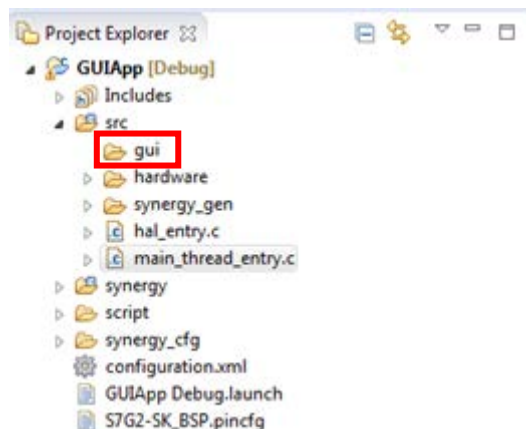 Project Explorer
GUIApp [Debug]
Includes
src
gui
hardware
synergy_gen
hal_entry.c
main_thread_entry.c
synergy
script
synergy_cfg
configuration.xml
GUIApp Debug.launch
S7G2-SK_BSP.pincfg